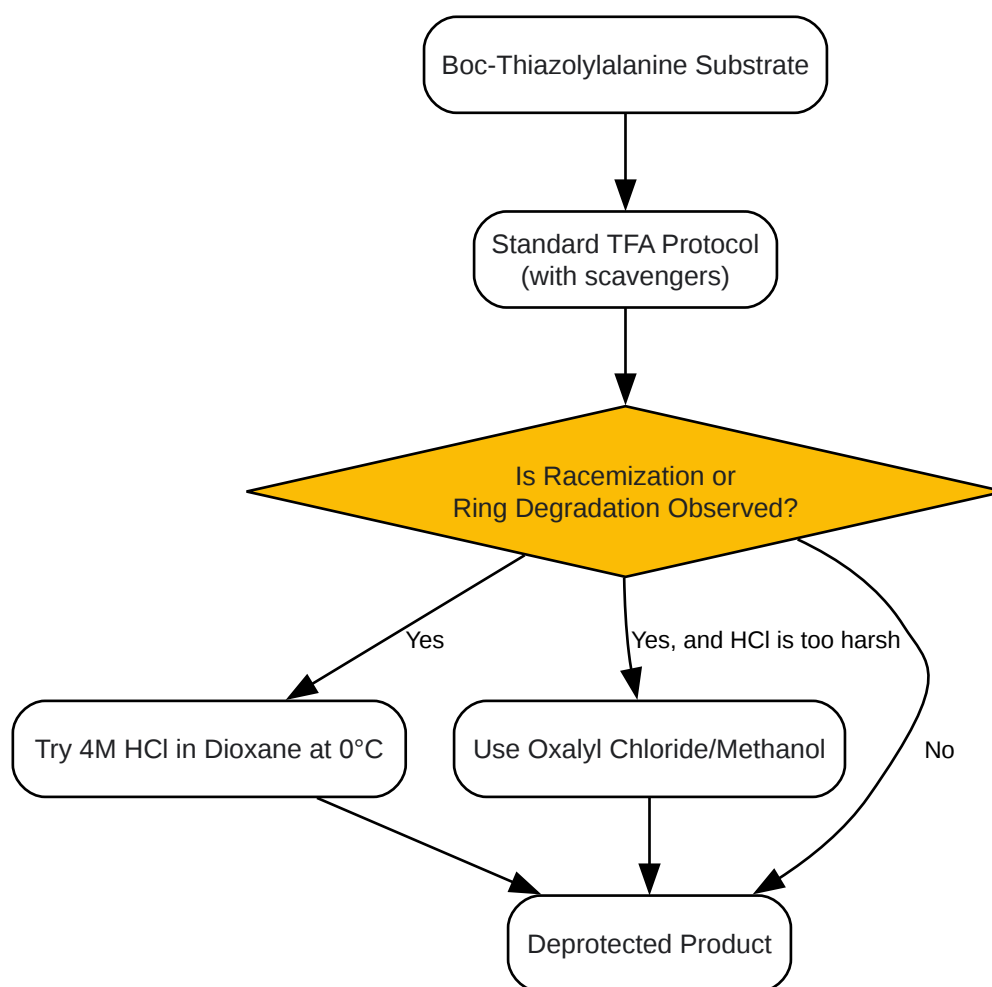 Boc-Thiazolylalanine Substrate
Standard TFA Protocol
(with scavengers)
Is Racemization or
Ring Degradation Observed?
Yes
Yes, and HCl is too harsh
No
Try 4M HCl in Dioxane at 0°C
Use Oxalyl Chloride/Methanol
Deprotected Product